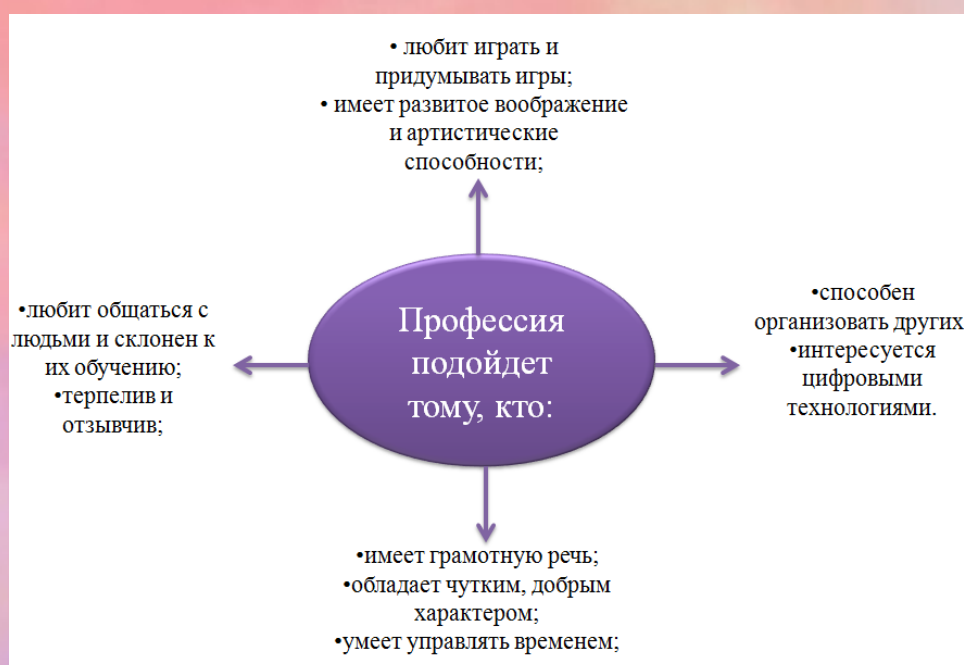 • любит играть и
придумывать игры;
• имеет развитое воображение
и артистические
способности;
•любит общаться с
людьми и склонен к
их обучению;
•терпелив и
отзывчив;
Профессия
подойдет
тому, кто:
•способен
организовать других
•интересуется
цифровыми
технологиями.
•имеет грамотную речь;
•обладает чутким, добрым
характером;
•умеет управлять временем;